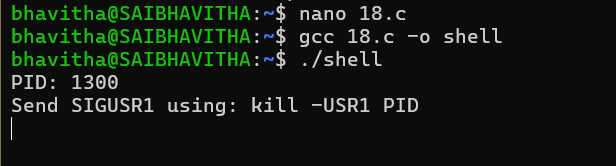 bhavitha@SAIBHAVITHA:~$ nano 18.c
bhavitha@SAIBHAVITHA:~$ gcc 18.c -o shell
bhavitha@SAIBHAVITHA:~$ ./shell
PID: 1300
Send SIGUSR1 using: kill -USR1 PID